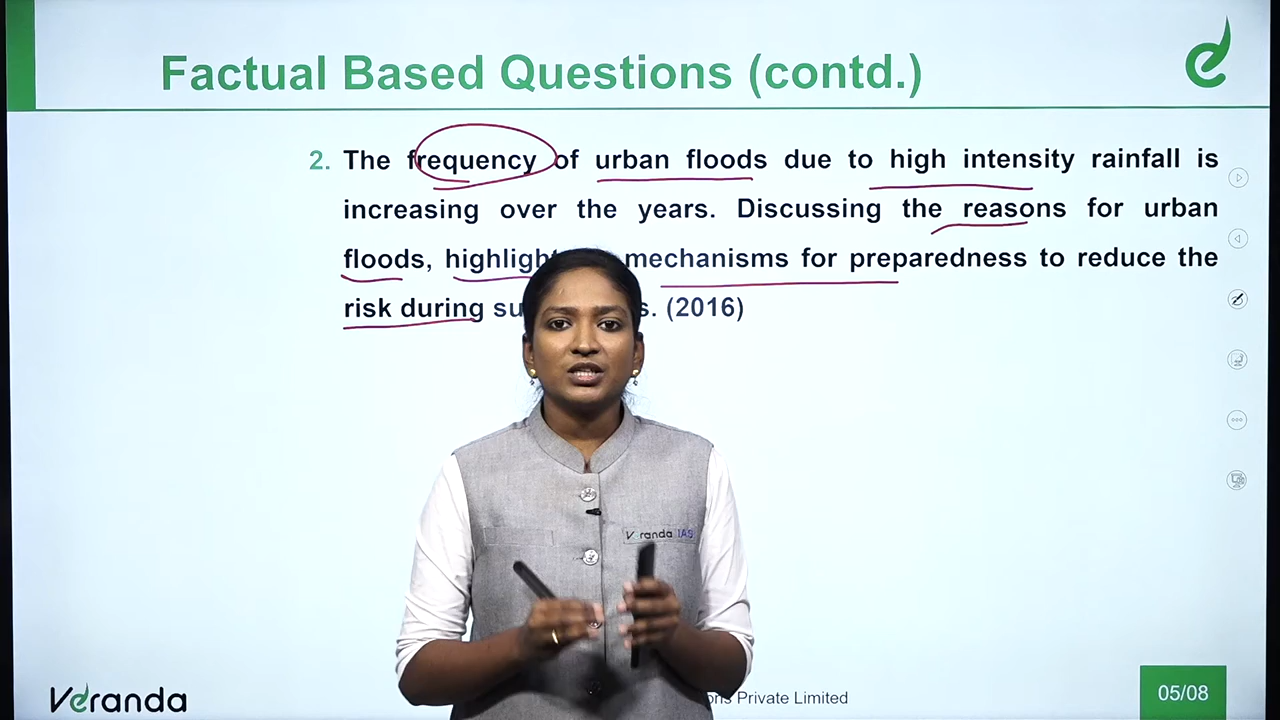 Factual Based Questions (contd.)
2. The frequency of urban floods due to high intensity rainfall is
increasing over the years. Discussing the reasons for urban
floods, highlight mechanisms for preparedness to reduce the
risk during (2016)
Veranda IAS
Veranda
Private Limited
05/08